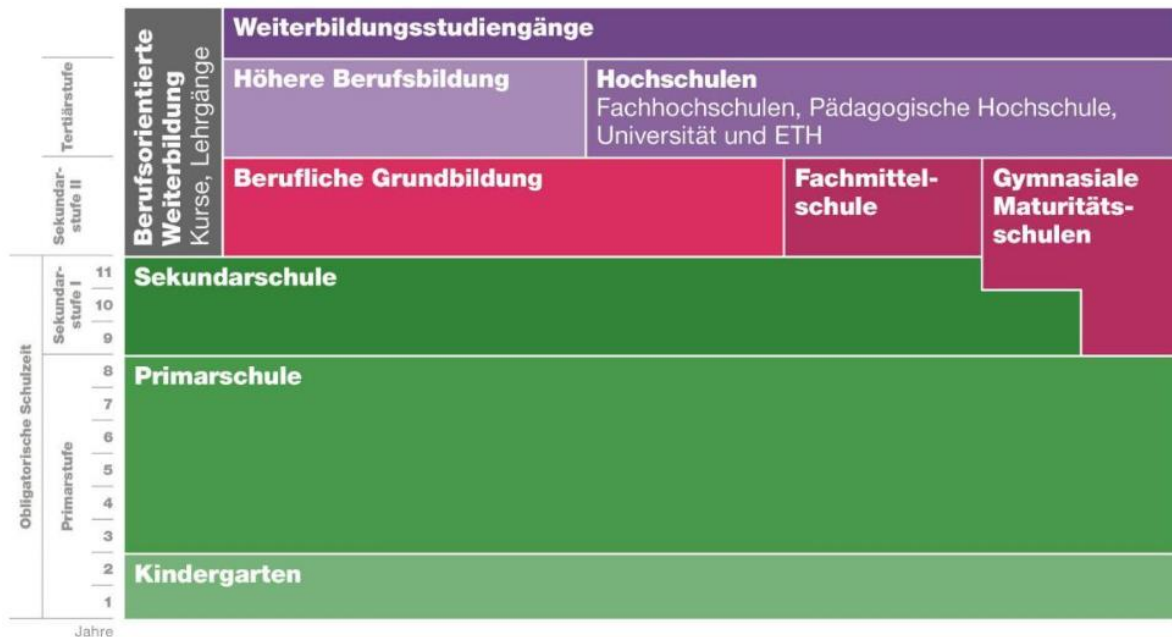 Weiterbildungsstudiengänge
Berufsorientierte
Weiterbildung
Kurse, Lehrgänge
Tertiärstufe
Höhere Berufsbildung
Hochschulen
Fachhochschulen, Pädagogische Hochschule,
Universität und ETH
Sekundar-
stufe II
Berufliche Grundbildung
Fachmittel-
schule
Gymnasiale
Maturitäts-
schulen
Obligatorische Schulzeit
Sekundar-
stufe I
11
10
9
Sekundarschule
Primarstufe
8
7
6
5
4
3
2
1
Primarschule
Kindergarten
Jahre